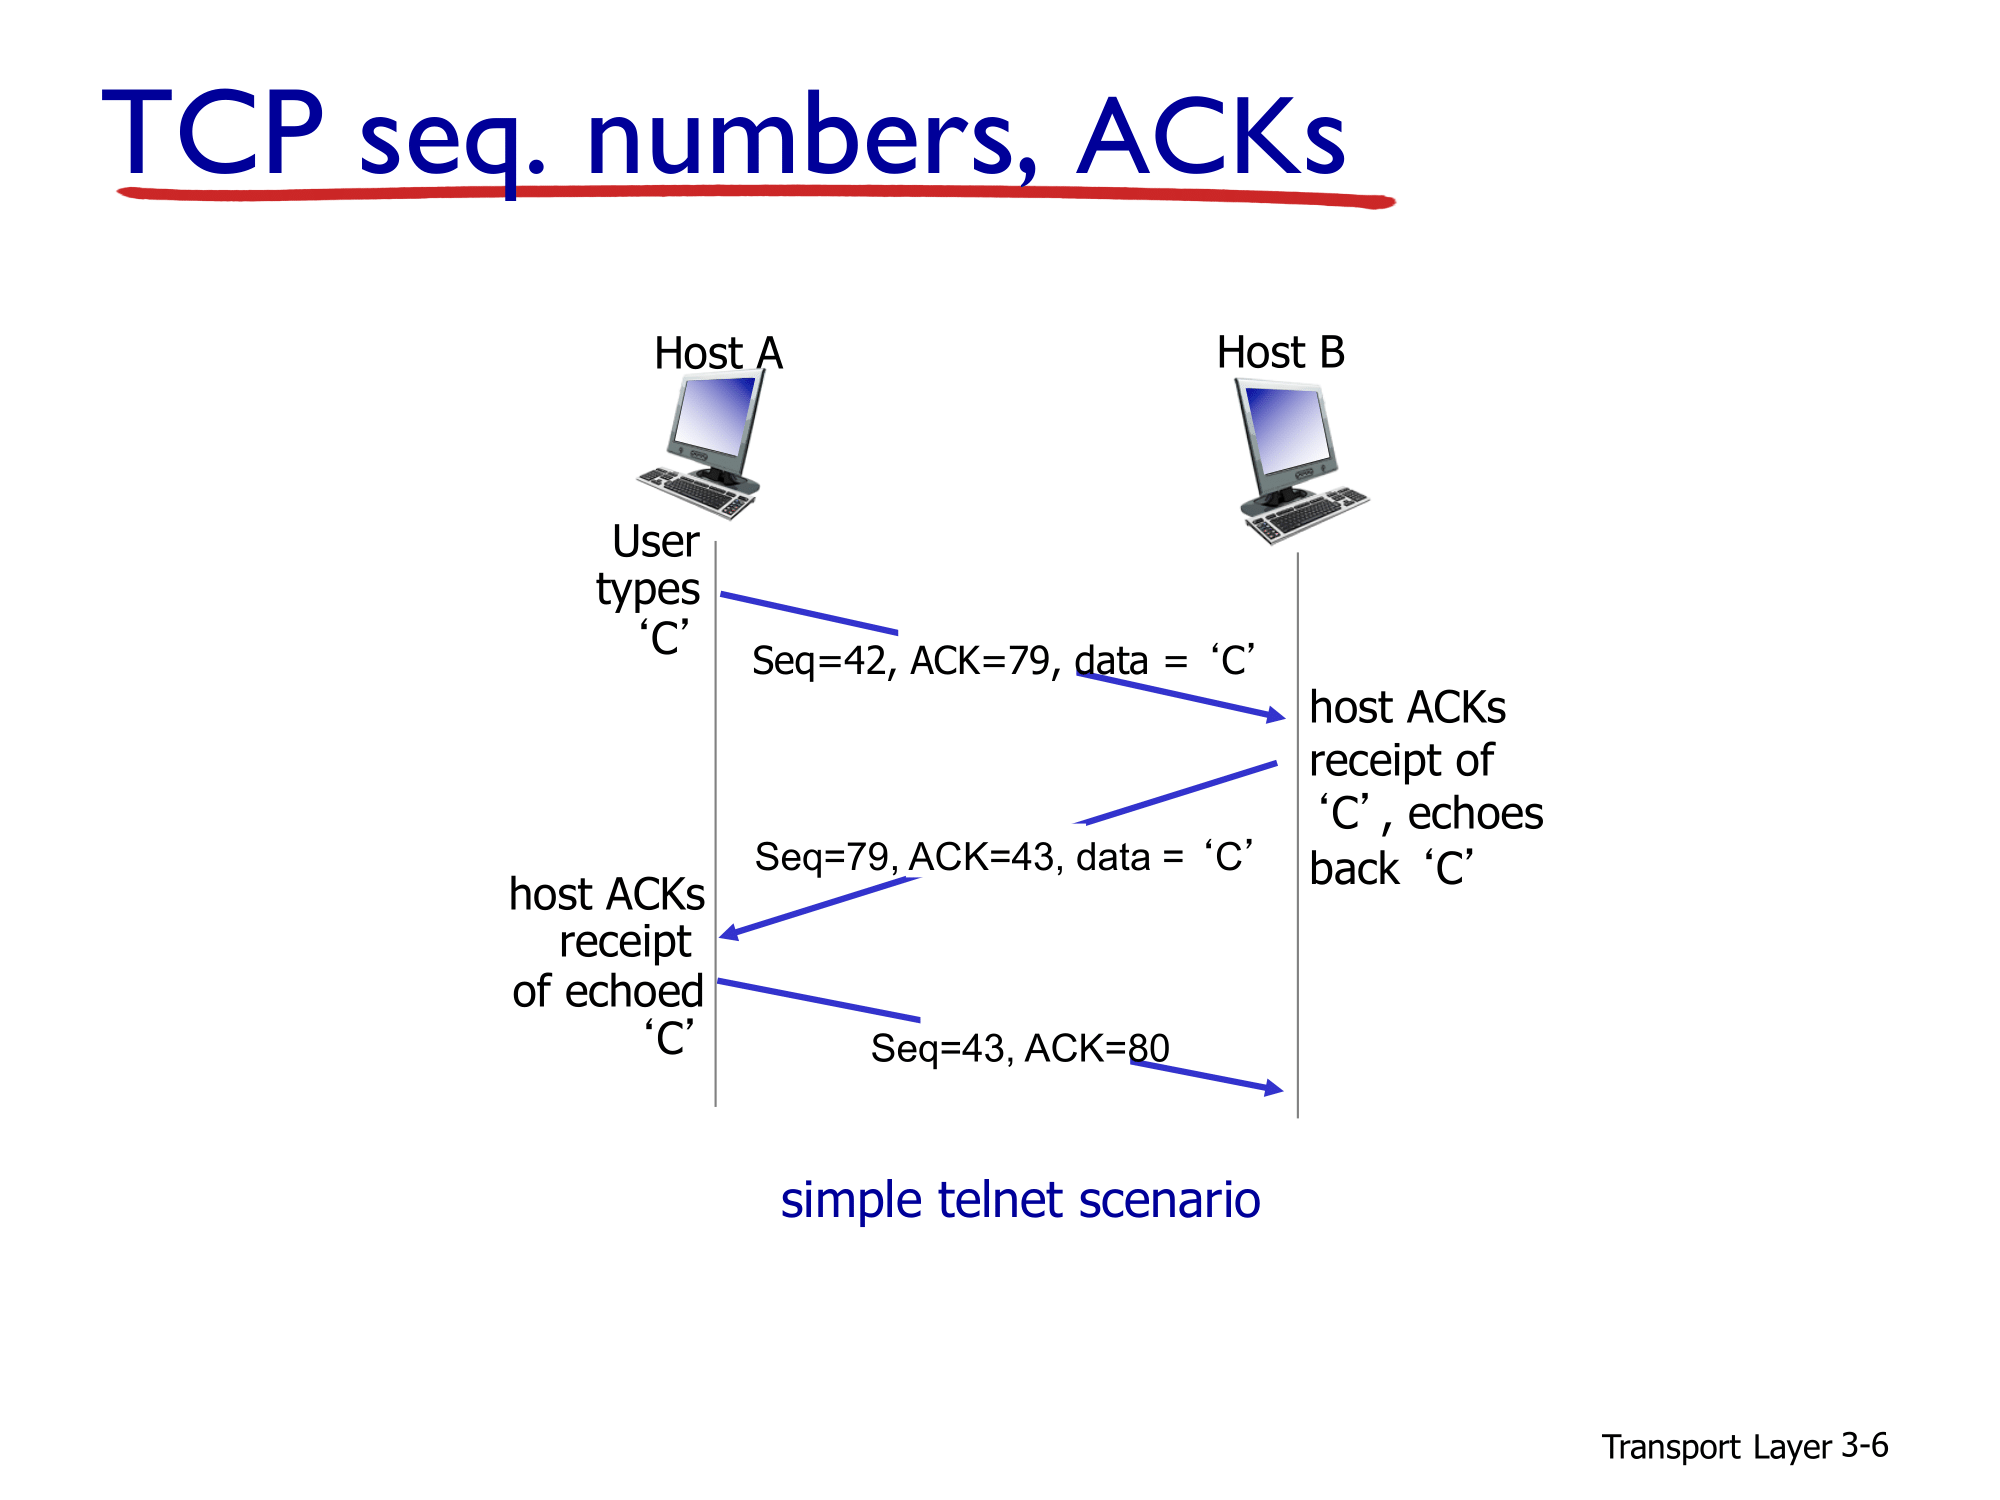 TCP seq. numbers, ACKs
Host A
Host B
User
types
‘C’
Seq=42, ACK=79, data = ‘C’
host ACKs
receipt of
‘C’, echoes
back ‘C’
Seq=79, ACK=43, data = ‘C’
host ACKs
receipt
of echoed
‘C’
Seq=43, ACK=80
simple telnet scenario
Transport Layer 3-6